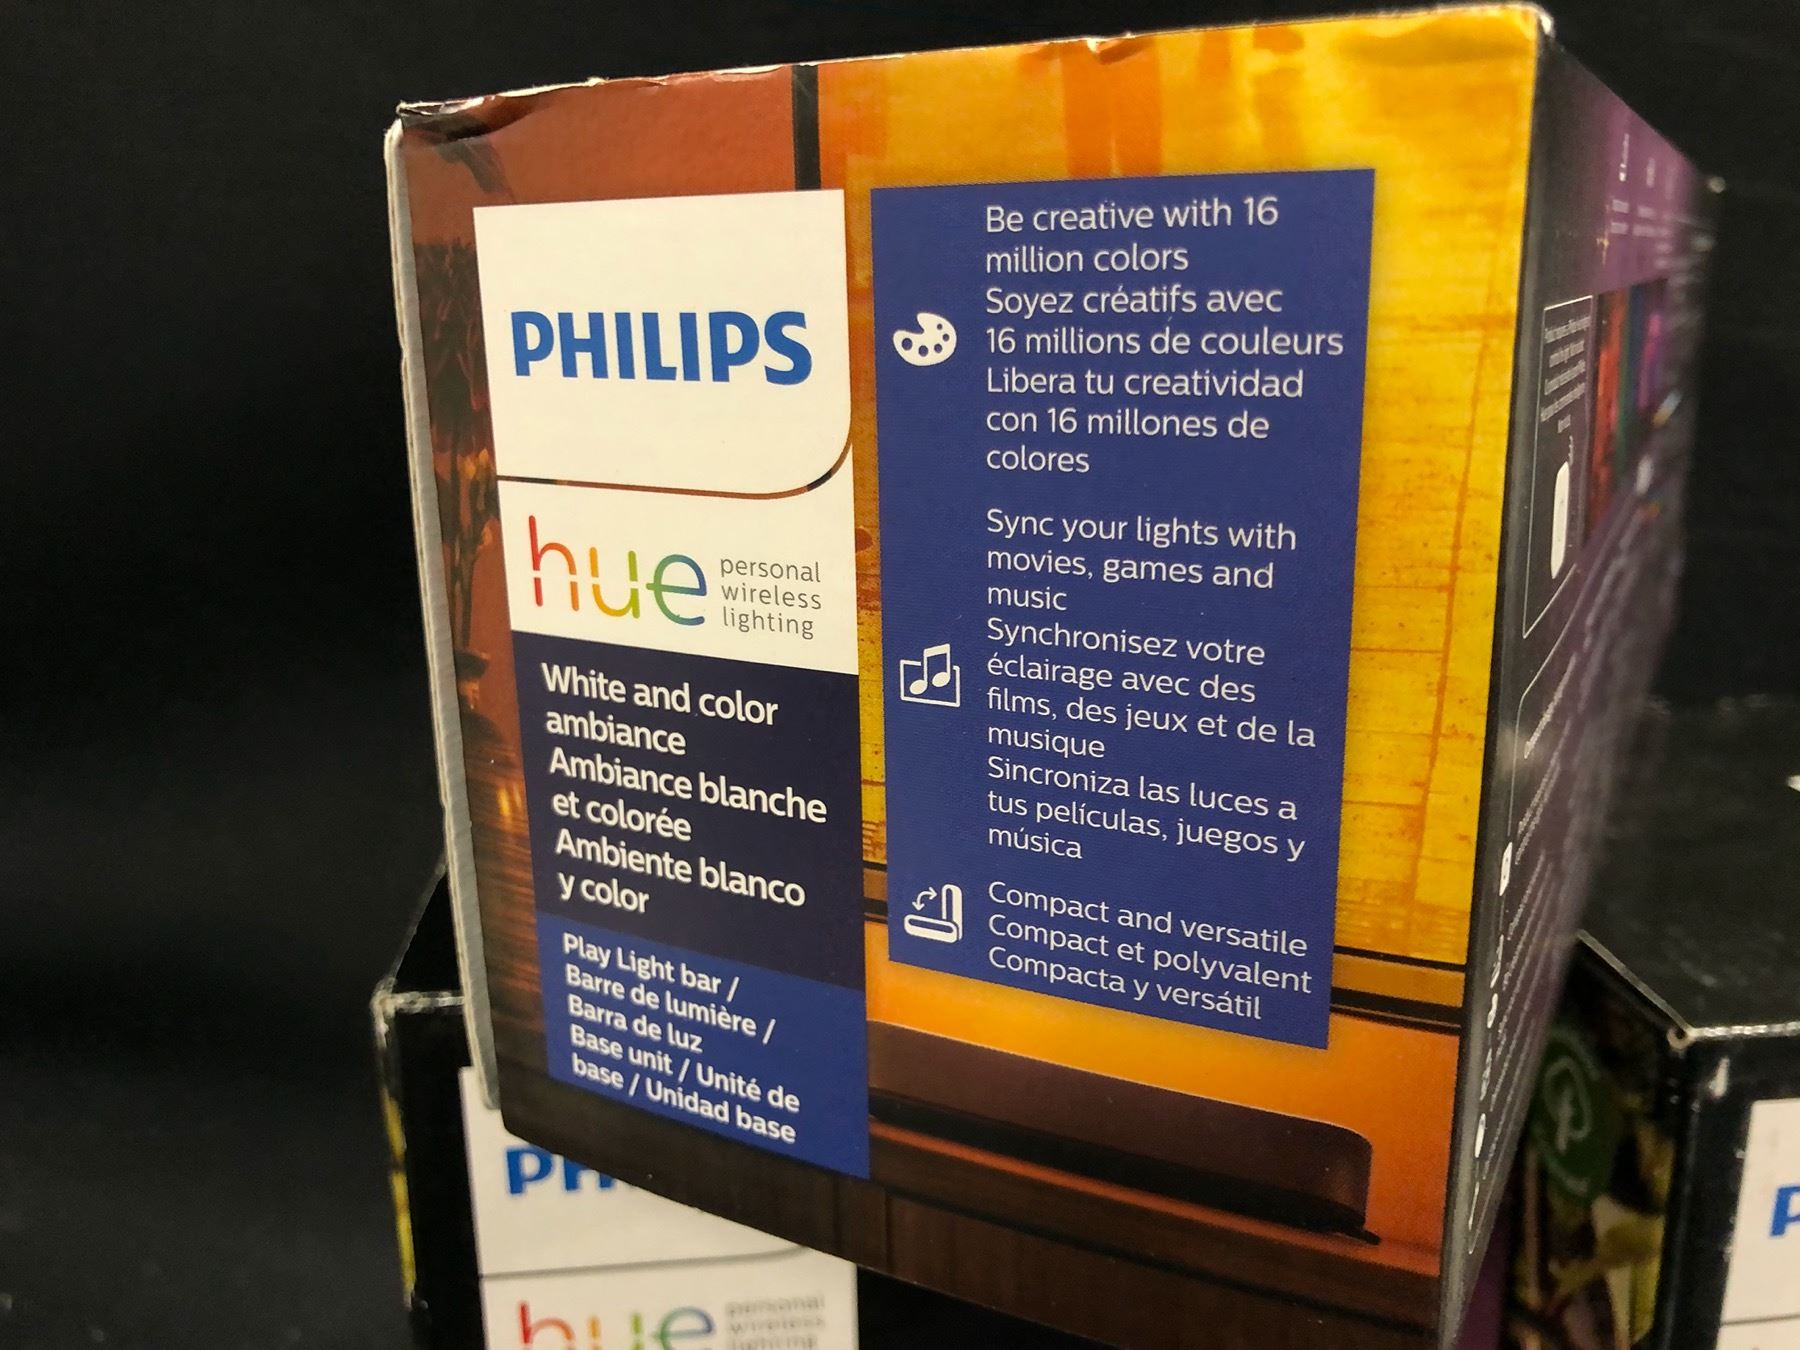 PHILIPS
hue
personal
wireless
lighting
White and color
ambiance
Ambiance blanche
et colorée
Ambiente blanco
y color
Play Light bar /
Barre de lumière /
Barra de luz
Base unit / Unité de
base / Unidad base
Be creative with 16
million colors
Soyez créatifs avec
16 millions de couleurs
Libera tu creatividad
con 16 millones de
colores
Sync your lights with
movies, games and
music
Synchronisez votre
éclairage avec des
films, des jeux et de la
musique
Sincroniza las luces a
tus películas, juegos y
música
Compact and versatile
Compact et polyvalent
Compacta y versátil
hue
personal
wireless
lighting